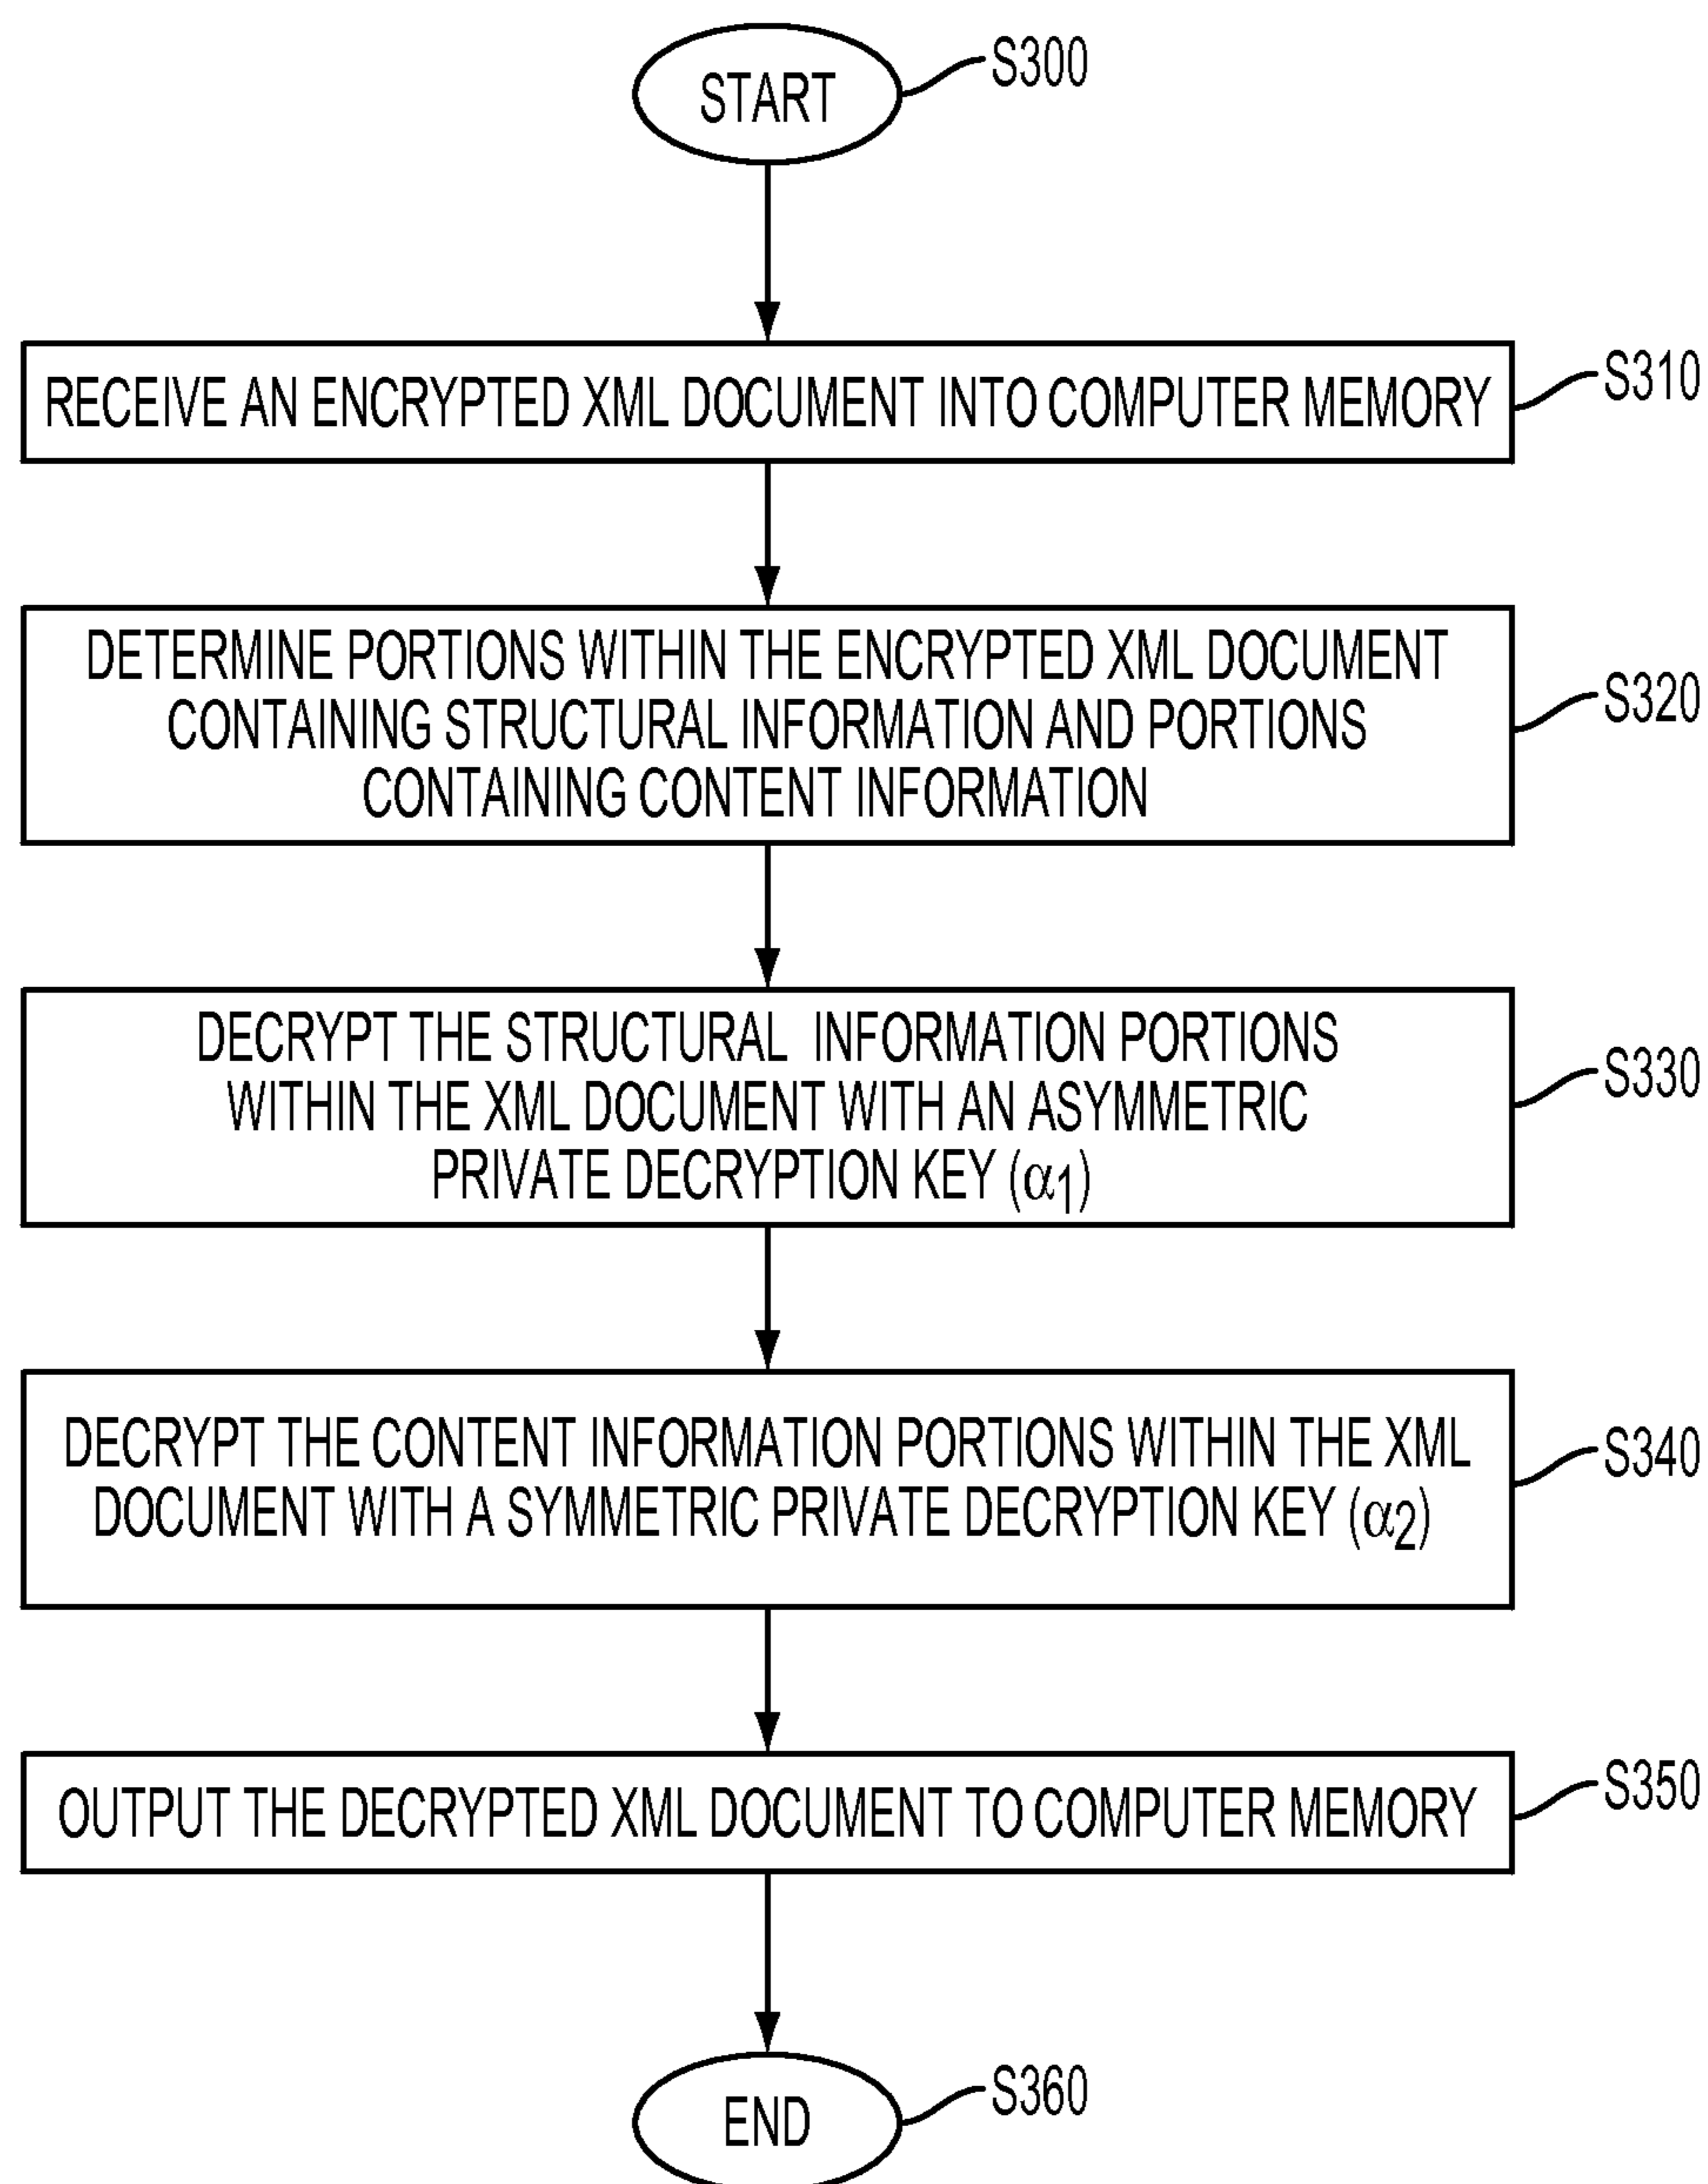 START
S300
RECEIVE AN ENCRYPTED XML DOCUMENT INTO COMPUTER MEMORY
S310
DETERMINE PORTIONS WITHIN THE ENCRYPTED XML DOCUMENT
CONTAINING STRUCTURAL INFORMATION AND PORTIONS
CONTAINING CONTENT INFORMATION
S320
DECRYPT THE STRUCTURAL INFORMATION PORTIONS
WITHIN THE XML DOCUMENT WITH AN ASYMMETRIC
PRIVATE DECRYPTION KEY (α1)
S330
DECRYPT THE CONTENT INFORMATION PORTIONS WITHIN THE XML
DOCUMENT WITH A SYMMETRIC PRIVATE DECRYPTION KEY (α2)
S340
OUTPUT THE DECRYPTED XML DOCUMENT TO COMPUTER MEMORY
S350
END
S360